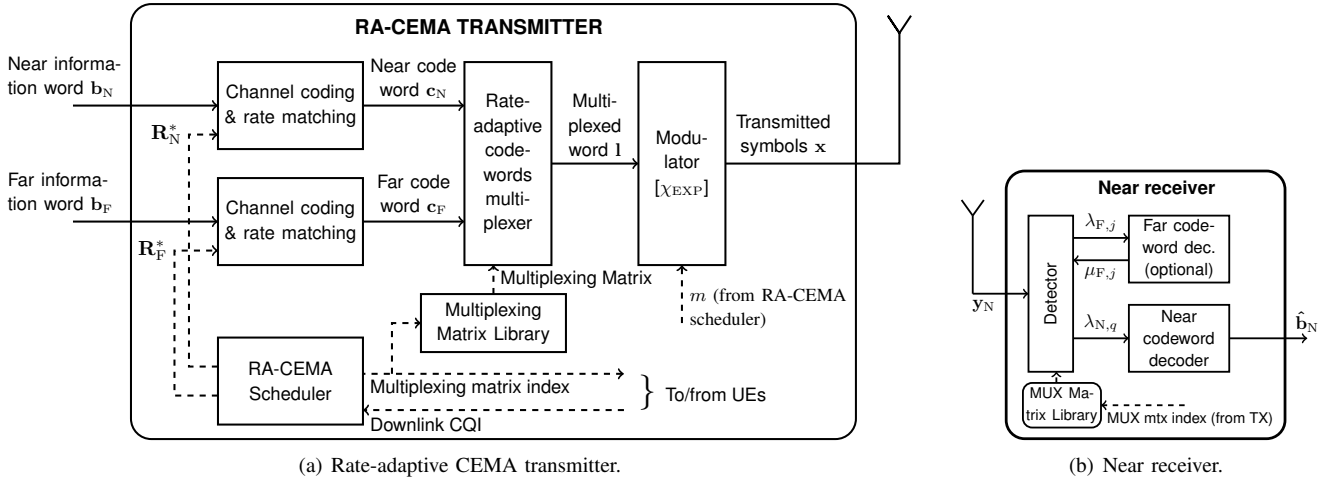 RA-CEMA TRANSMITTER
Near informa-
tion word b_N
Channel coding
& rate matching
Near code
word c_N
R*_N
Far informa-
tion word b_F
Channel coding
& rate matching
Far code
word c_F
R*_F
Rate-
adaptive
code-
words
multi-
plexer
Multi-
plexed
word l
Modu-
lator
[χ_EXP]
Transmitted
symbols x
Multiplexing Matrix
Multiplexing
Matrix Library
m (from RA-CEMA
scheduler)
RA-CEMA
Scheduler
Multiplexing matrix index
Downlink CQI
} To/from UEs
(a) Rate-adaptive CEMA transmitter.
Near receiver
y_N
Detector
λ_F,j
μ_F,j
Far code-
word dec.
(optional)
λ_N,q
Near
codeword
decoder
b̂_N
MUX Ma-
trix Library
MUX mtx index (from TX)
(b) Near receiver.